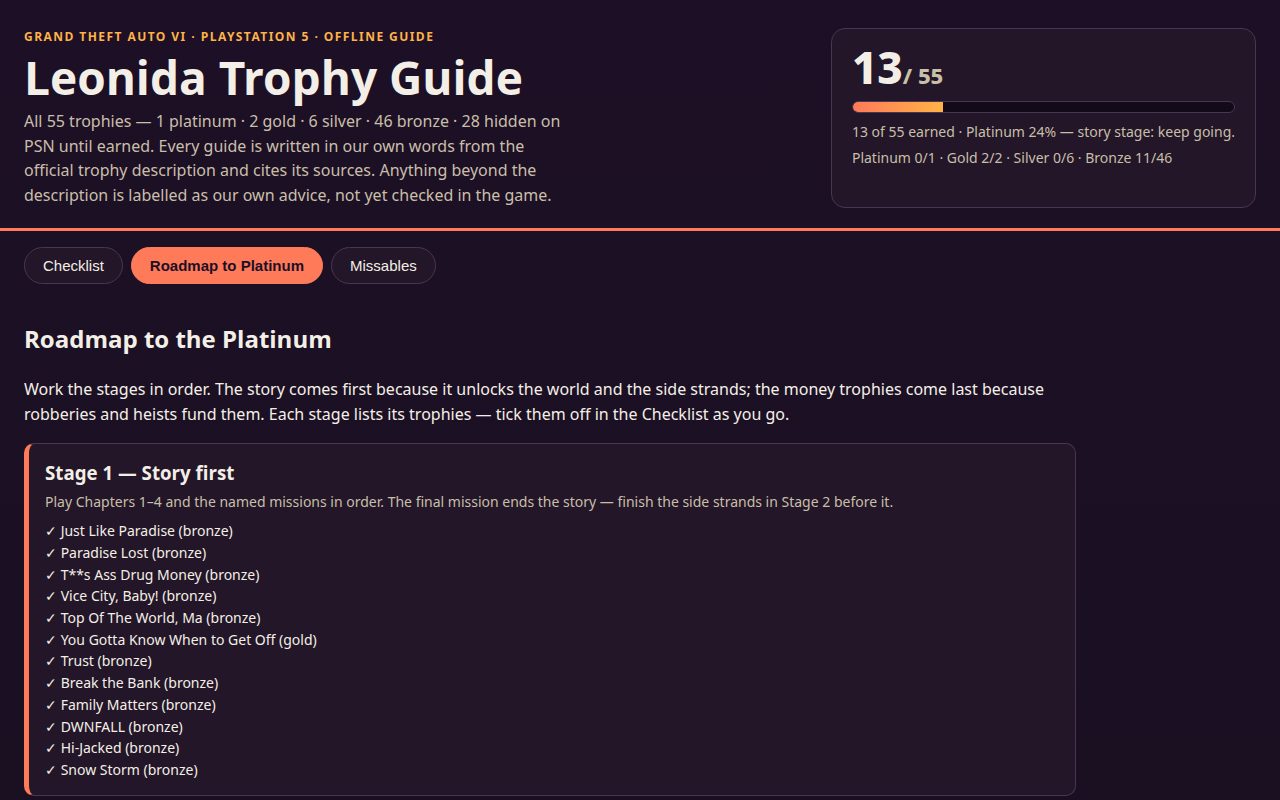 GRAND THEFT AUTO VI · PLAYSTATION 5 · OFFLINE GUIDE
Leonida Trophy Guide
All 55 trophies — 1 platinum · 2 gold · 6 silver · 46 bronze · 28 hidden on
PSN until earned. Every guide is written in our own words from the
official trophy description and cites its sources. Anything beyond the
description is labelled as our own advice, not yet checked in the game.
13 / 55
13 of 55 earned · Platinum 24% — story stage: keep going.
Platinum 0/1 · Gold 2/2 · Silver 0/6 · Bronze 11/46
Checklist
Roadmap to Platinum
Missables
Roadmap to the Platinum
Work the stages in order. The story comes first because it unlocks the world and the side strands; the money trophies come last because
robberies and heists fund them. Each stage lists its trophies — tick them off in the Checklist as you go.
Stage 1 — Story first
Play Chapters 1–4 and the named missions in order. The final mission ends the story — finish the side strands in Stage 2 before it.
✓ Just Like Paradise (bronze)
✓ Paradise Lost (bronze)
✓ T**s Ass Drug Money (bronze)
✓ Vice City, Baby! (bronze)
✓ Top Of The World, Ma (bronze)
✓ You Gotta Know When to Get Off (gold)
✓ Trust (bronze)
✓ Break the Bank (bronze)
✓ Family Matters (bronze)
✓ DWNFALL (bronze)
✓ Hi-Jacked (bronze)
✓ Snow Storm (bronze)